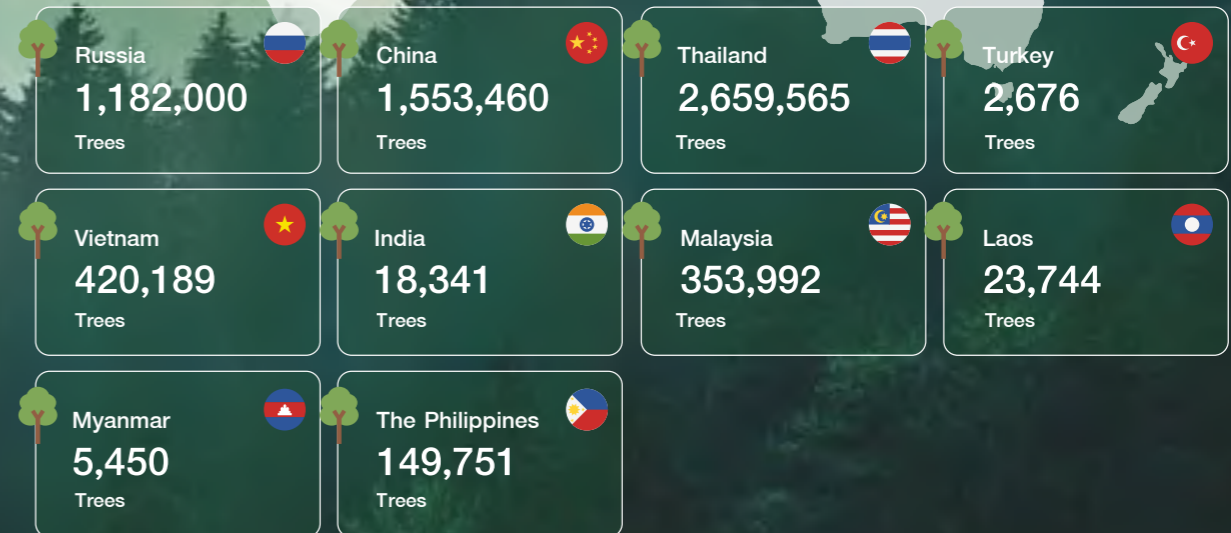 Russia
1,182,000
Trees
China
1,553,460
Trees
Thailand
2,659,565
Trees
Turkey
2,676
Trees
Vietnam
420,189
Trees
India
18,341
Trees
Malaysia
353,992
Trees
Laos
23,744
Trees
Myanmar
5,450
Trees
The Philippines
149,751
Trees